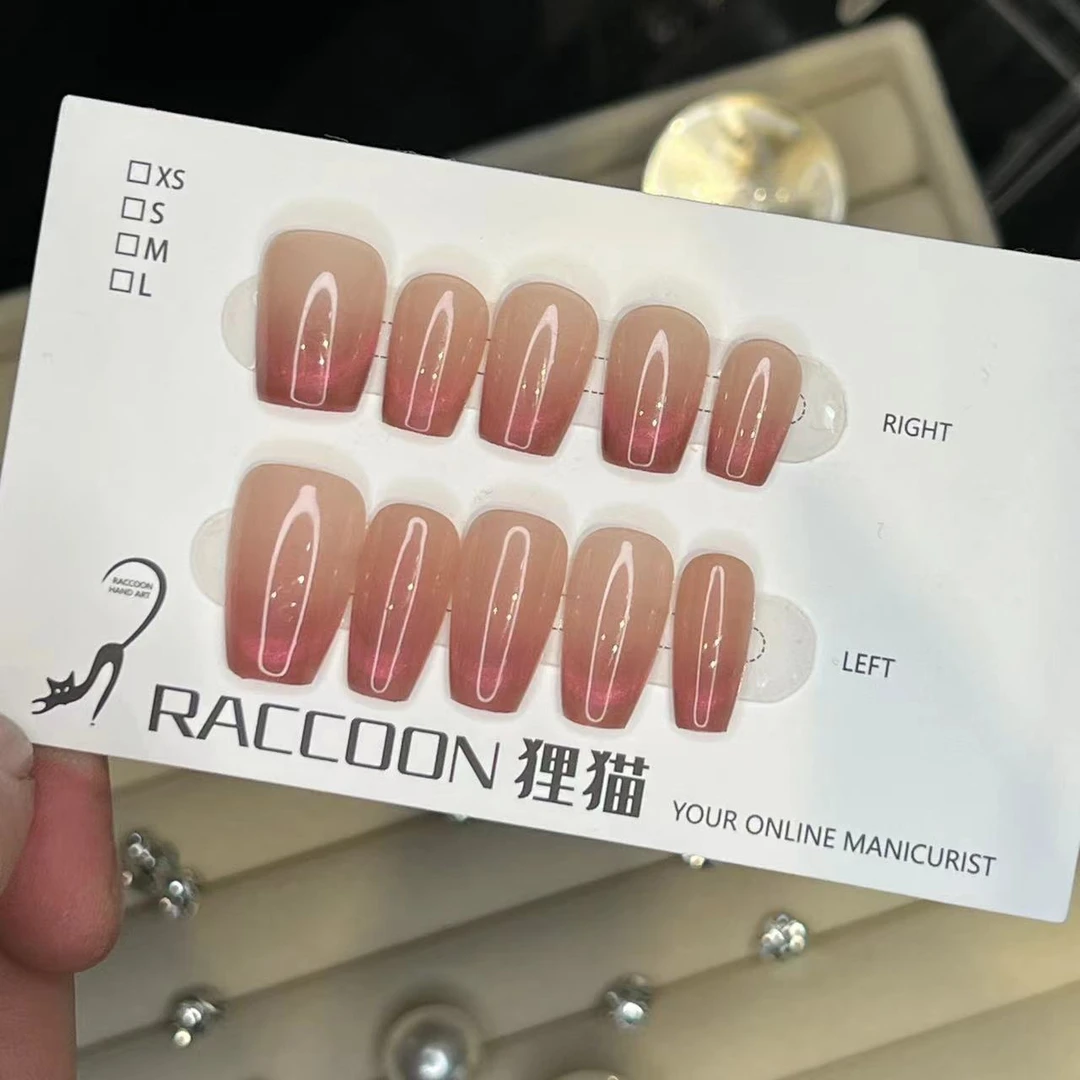 ☐ XS
☐ S
☐ M
☐ L
RIGHT
LEFT
RACCOON
HAND ART
RACCOON 狸猫
YOUR ONLINE MANICURIST